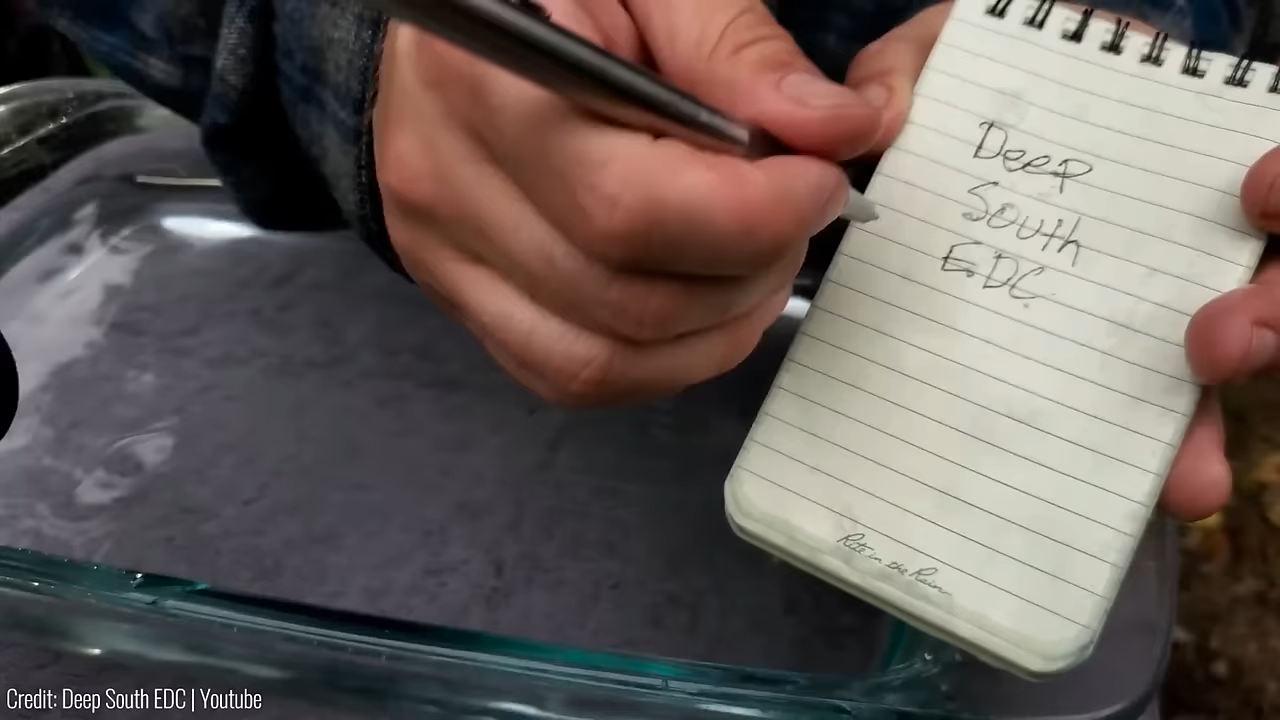 Deep
South
EDC
Rite in the Rain
Credit: Deep South EDC | Youtube